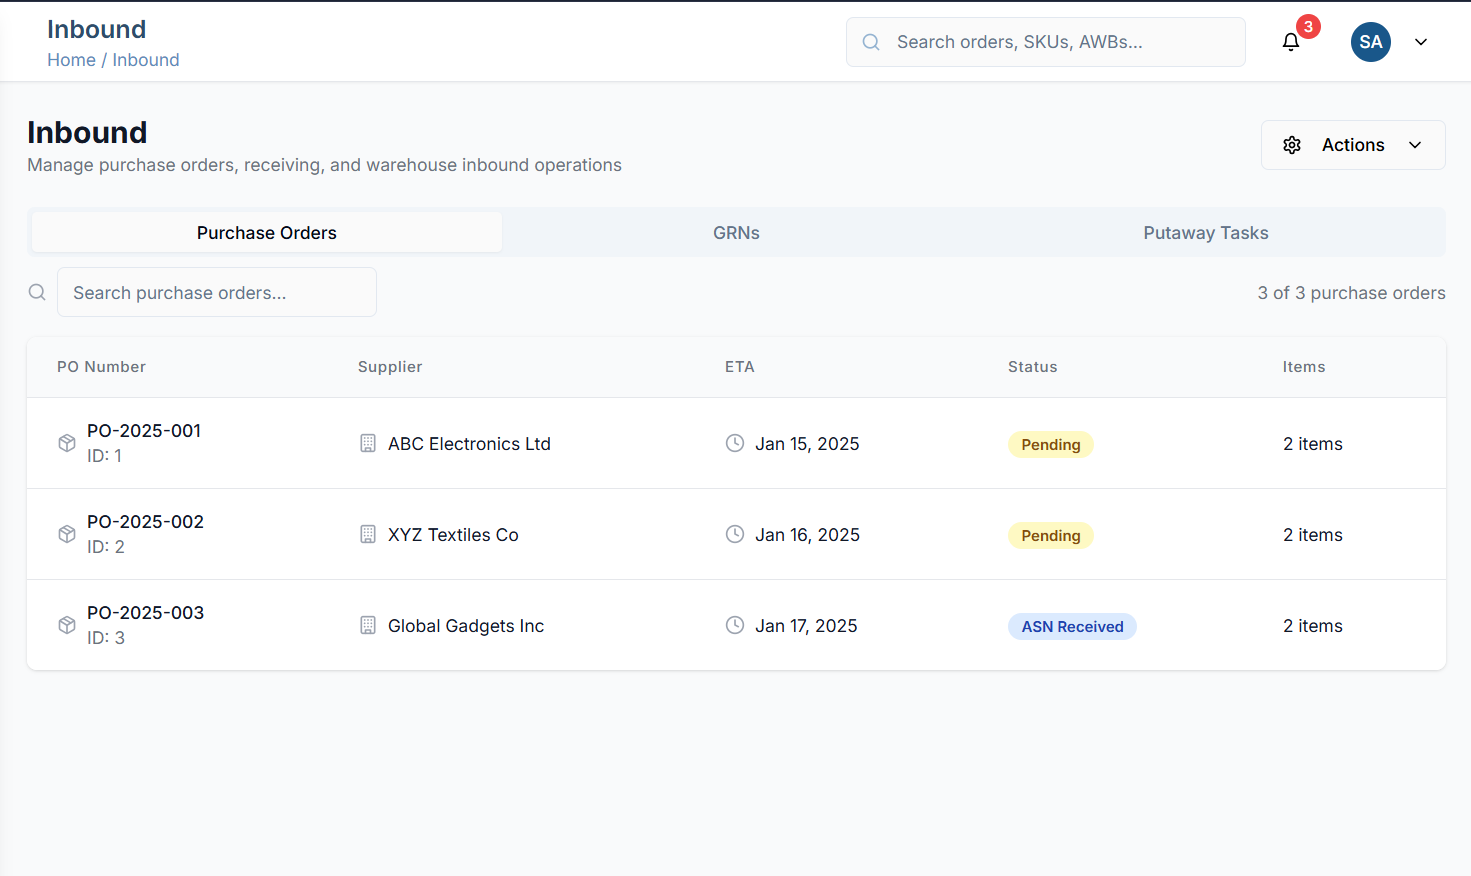 Inbound
Home / Inbound
Search orders, SKUs, AWBs...
3
SA
Inbound
Manage purchase orders, receiving, and warehouse inbound operations
Actions
Purchase Orders
GRNs
Putaway Tasks
Search purchase orders...
3 of 3 purchase orders
PO Number Supplier ETA Status Items
PO-2025-001
ID: 1
ABC Electronics Ltd
Jan 15, 2025
Pending
2 items
PO-2025-002
ID: 2
XYZ Textiles Co
Jan 16, 2025
Pending
2 items
PO-2025-003
ID: 3
Global Gadgets Inc
Jan 17, 2025
ASN Received
2 items